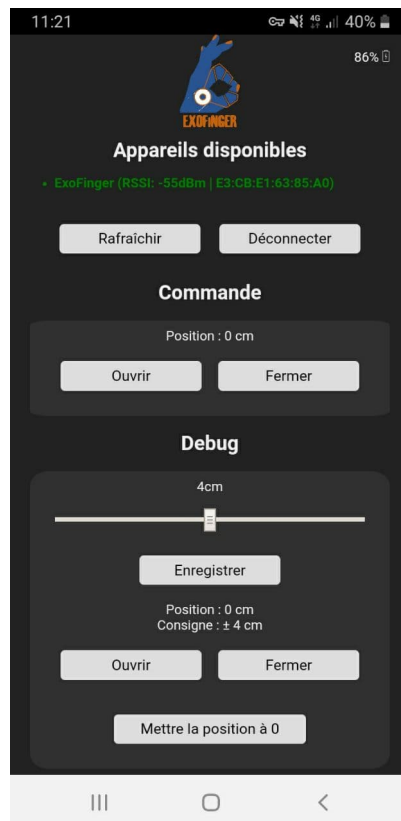 11:21
4G 40%
86%
EXOFINGER
Appareils disponibles
• ExoFinger (RSSI: -55dBm | E3:CB:E1:63:85:A0)
Rafraîchir Déconnecter
Commande
Position : 0 cm
Ouvrir Fermer
Debug
4cm
Enregistrer
Position : 0 cm
Consigne : ± 4 cm
Ouvrir Fermer
Mettre la position à 0